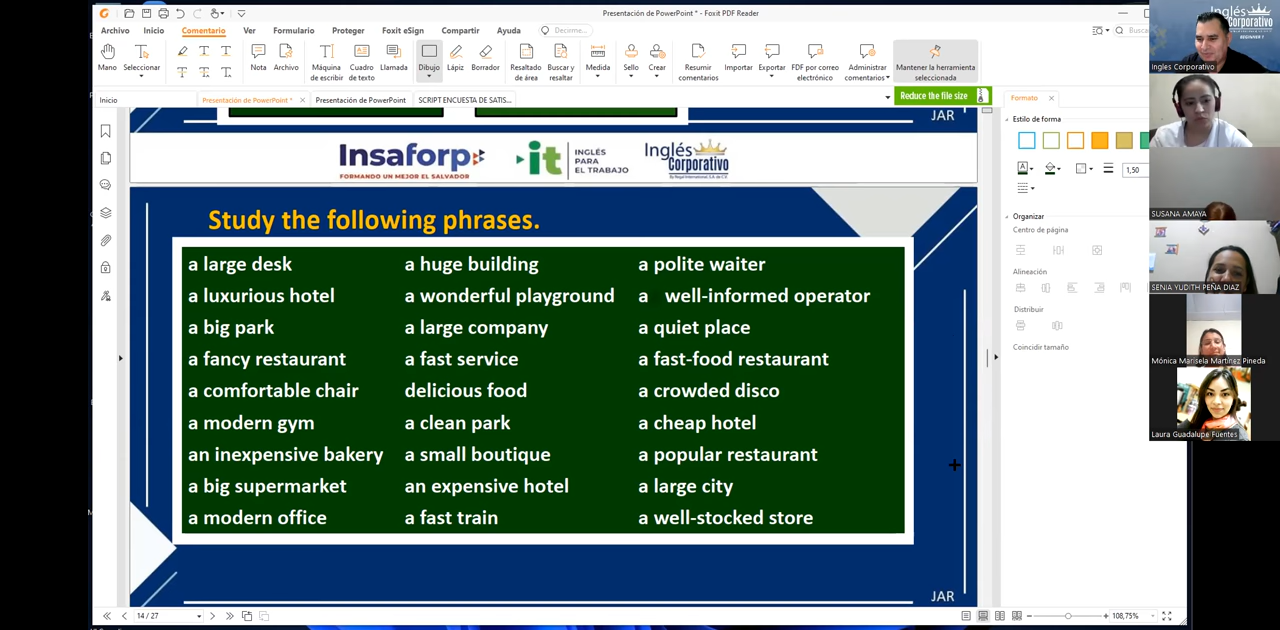 Presentación de PowerPoint * - Foxit PDF Reader
Archivo Inicio Comentario Ver Formulario Proteger Foxit eSign Compartir Ayuda Decirme...
Mano Seleccionar Nota Archivo Máquina de escribir Cuadro de texto Llamada Dibujo Lápiz Borrador Resaltado de área Buscar y resaltar Medida Sello Crear Resumir comentarios Importar Exportar PDF por correo electrónico Administrar comentarios Mantener la herramienta seleccionada
Inicio Presentación de PowerPoint * Presentación de PowerPoint SCRIPT ENCUESTA DE SATIS...
Reduce the file size
JAR
Insaforp
FORMANDO UN MEJOR EL SALVADOR
it INGLÉS PARA EL TRABAJO
Inglés Corporativo
Study the following phrases.
a large desk
a luxurious hotel
a big park
a fancy restaurant
a comfortable chair
a modern gym
an inexpensive bakery
a big supermarket
a modern office
a huge building
a wonderful playground
a large company
a fast service
delicious food
a clean park
a small boutique
an expensive hotel
a fast train
a polite waiter
a well-informed operator
a quiet place
a fast-food restaurant
a crowded disco
a cheap hotel
a popular restaurant
a large city
a well-stocked store
JAR
14 / 27
108,75%
Formato
Estilo de forma
1,50
Organizar
Centro de página
Alineación
Distribuir
Coincidir tamaño
Inglés Corporativo
BEGINNER 1
Ingles Corporativo
SUSANA AMAYA
SENIA YUDITH PEÑA DIAZ
Mónica Marisela Martínez Pineda
Laura Guadalupe Fuentes